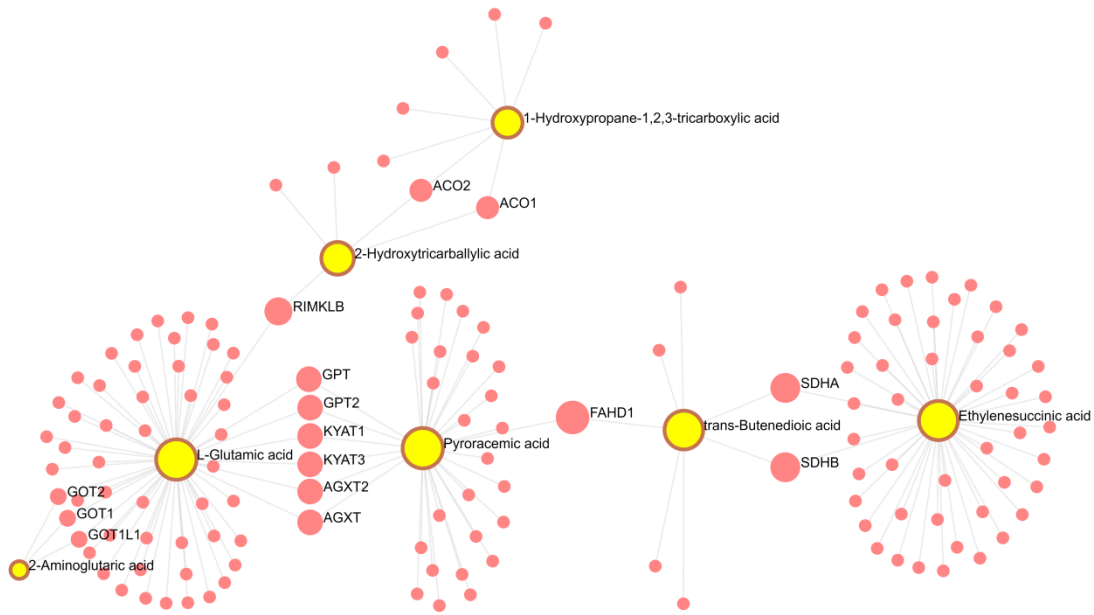 1-Hydroxypropane-1,2,3-tricarboxylic acid
ACO2
ACO1
2-Hydroxytricarballylic acid
RIMKLB
GPT
GPT2
KYAT1
KYAT3
AGXT2
AGXT
FAHD1
SDHA
SDHB
trans-Butenedioic acid
Ethylenesuccinic acid
Pyroracemic acid
L-Glutamic acid
GOT2
GOT1
GOT1L1
2-Aminoglutaric acid